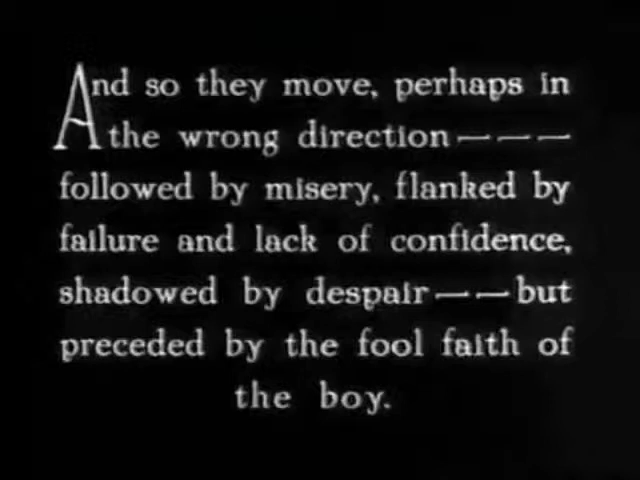 And so they move, perhaps in
the wrong direction———
followed by misery, flanked by
failure and lack of confidence,
shadowed by despair——but
preceded by the fool faith of
the boy.